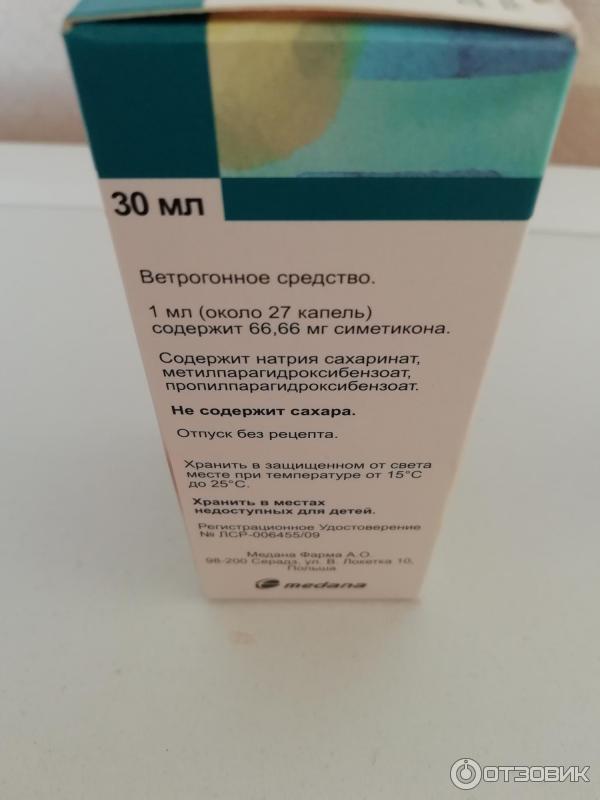 30 мл
Ветрогонное средство.
1 мл (около 27 капель)
содержит 66,66 мг симетикона.
Содержит натрия сахаринат,
метилпарагидроксибензоат,
пропилпарагидроксибензоат.
Не содержит сахара.
Отпуск без рецепта.
Хранить в защищенном от света
месте при температуре от 15°С
до 25°С.
Хранить в местах
недоступных для детей.
Регистрационное Удостоверение
№ ЛСР-006455/09
Медана Фарма А.О.
98-200 Серадз, ул. В. Локетка 10,
Польша
medana
ОТЗОВИК